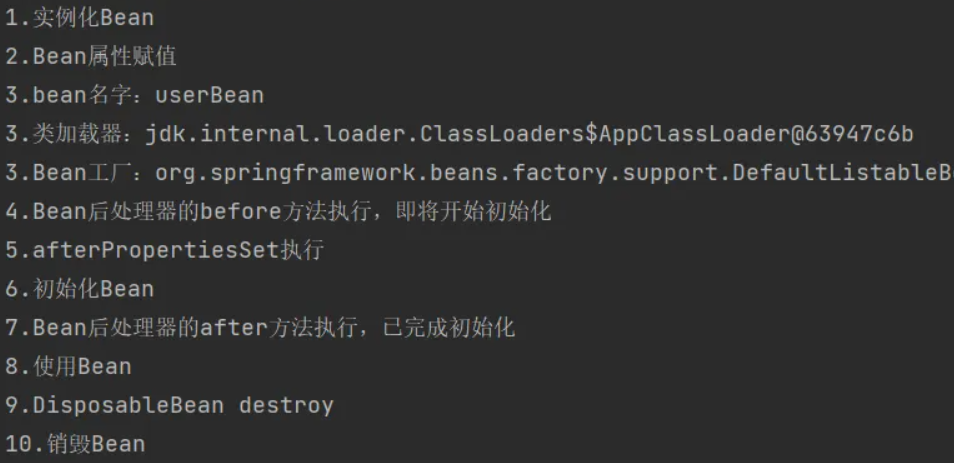 1.实例化Bean
2.Bean属性赋值
3.bean名字：userBean
3.类加载器：jdk.internal.loader.ClassLoaders$AppClassLoader@63947c6b
3.Bean工厂：org.springframework.beans.factory.support.DefaultListableB
4.Bean后处理器的before方法执行，即将开始初始化
5.afterPropertiesSet执行
6.初始化Bean
7.Bean后处理器的after方法执行，已完成初始化
8.使用Bean
9.DisposableBean destroy
10.销毁Bean